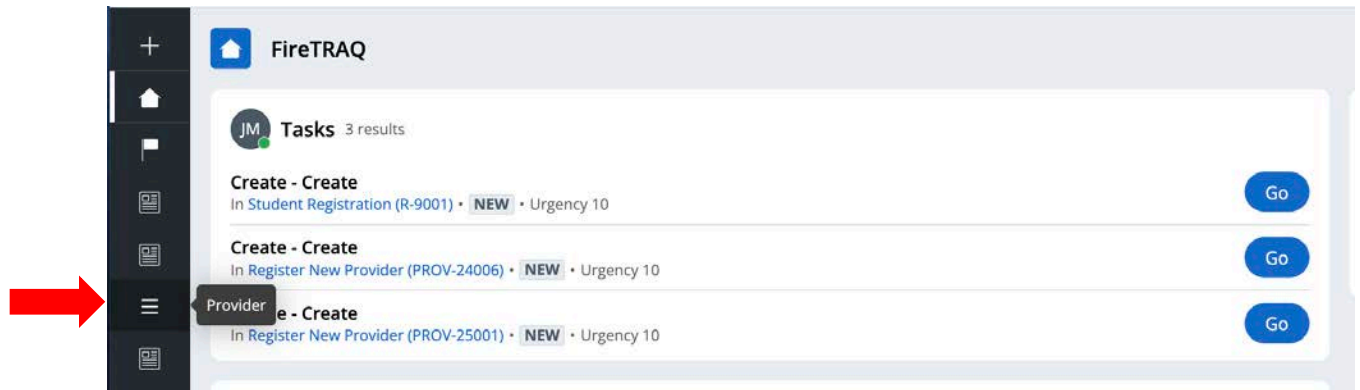 FireTRAQ
JM Tasks 3 results
Create - Create
In Student Registration (R-9001) • NEW • Urgency 10
Go
Create - Create
In Register New Provider (PROV-24006) • NEW • Urgency 10
Go
Provider
e - Create
In Register New Provider (PROV-25001) • NEW • Urgency 10
Go